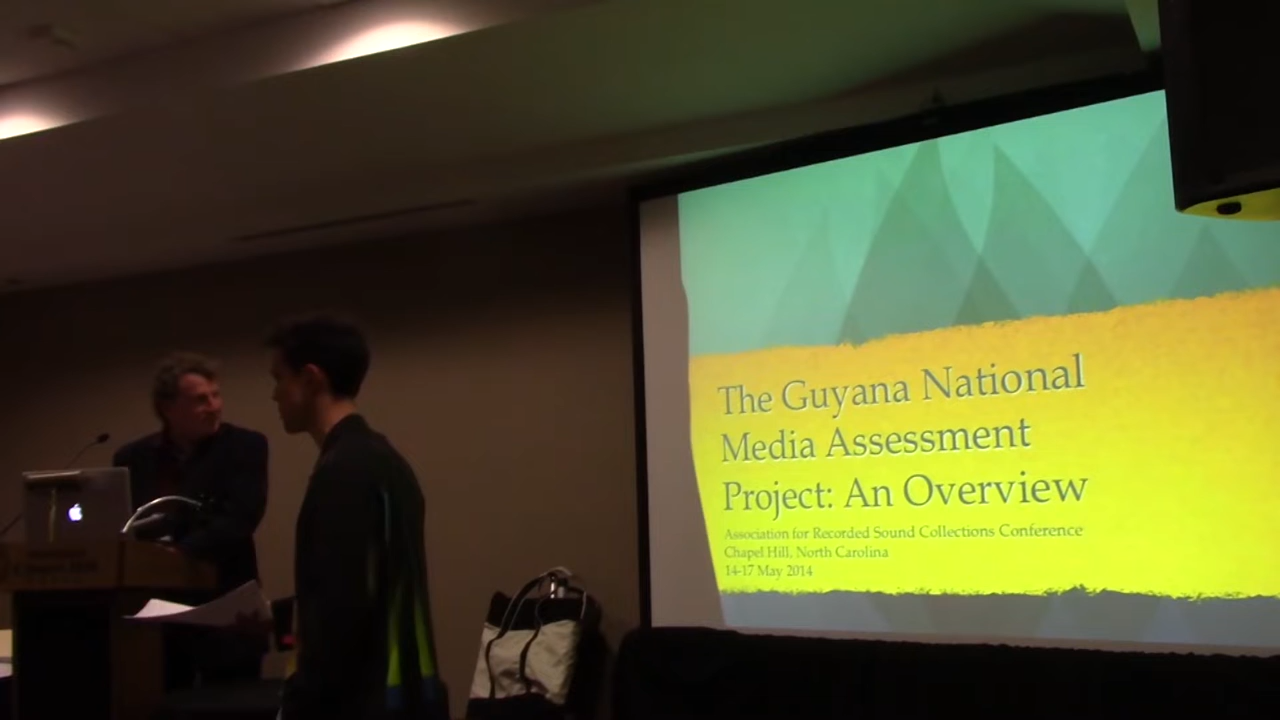 The Guyana National
Media Assessment
Project: An Overview
Association for Recorded Sound Collections Conference
Chapel Hill, North Carolina
14-17 May 2014